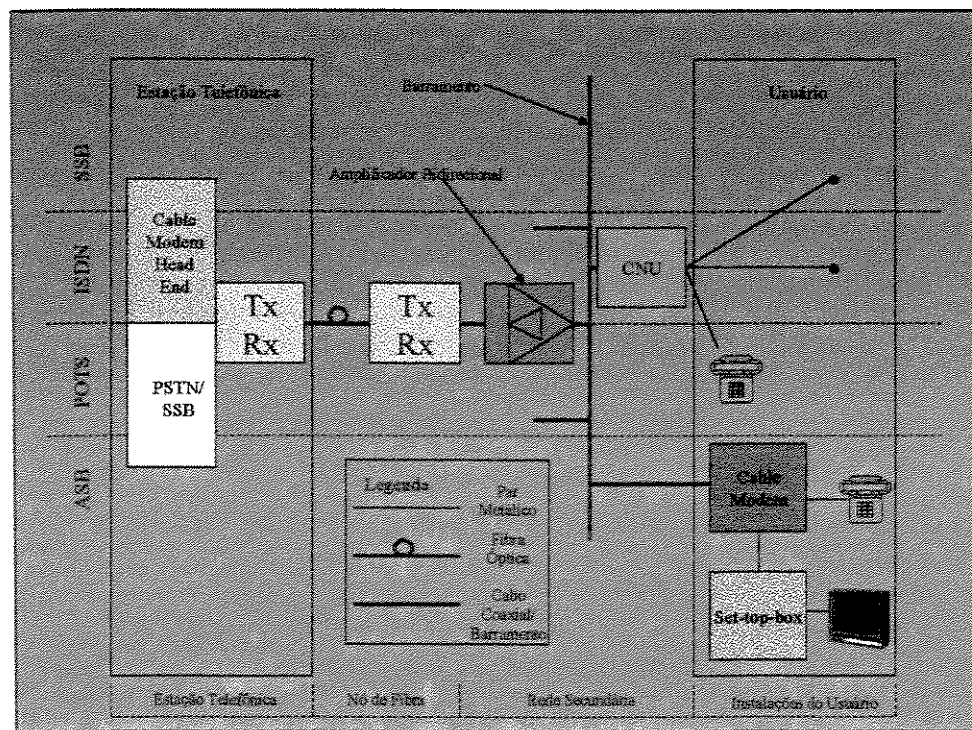 Estação Telefônica
Barramento
Usuário
SSB
Amplificador Bidirecional
Cable
Modem
Head
End
ISDN
CNU
Tx
Rx
Tx
Rx
PSTN/
SSB
POTS
ASB
Legenda
Par
Metálico
Fibra
Óptica
Cabo
Coaxial/
Barramento
Cable
Modem
Set-top-box
Estação Telefônica
Nó de Fibra
Rede Secundária
Instalações do Usuário